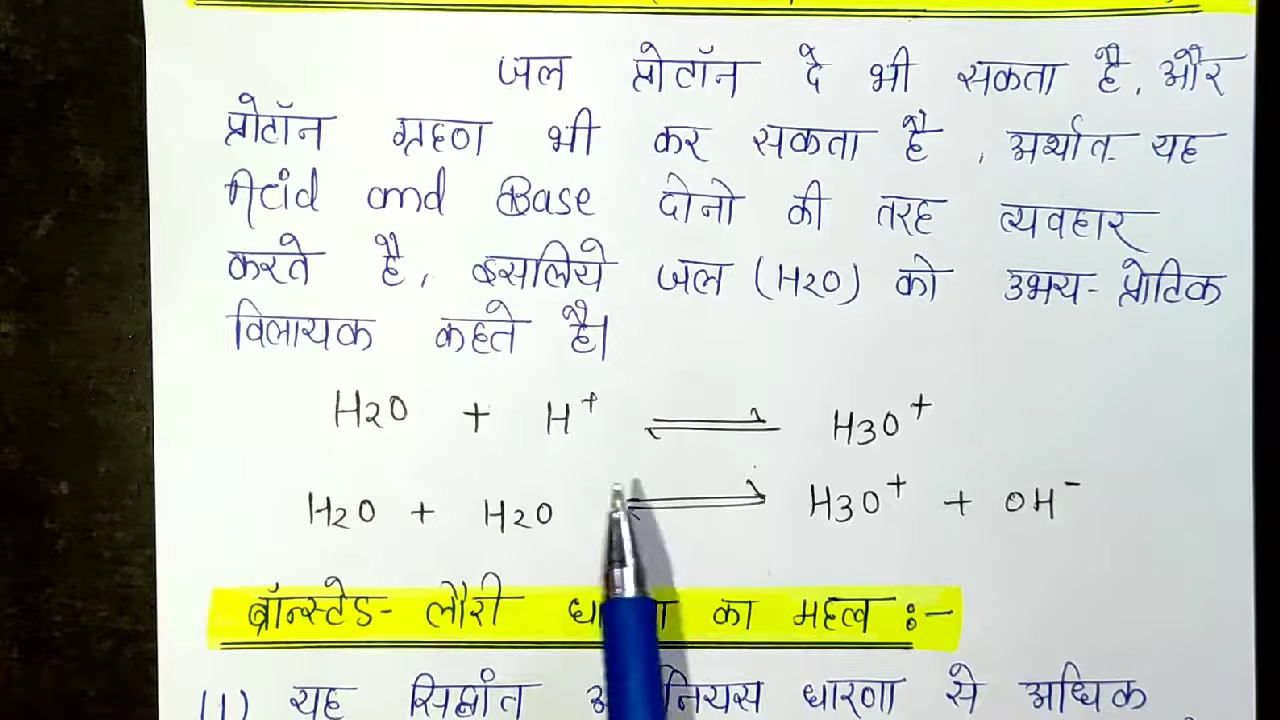 जल प्रोटॉन दे भी सकता है, और
प्रोटॉन ग्रहण भी कर सकता है, अर्थात यह
Acid and Base दोनो की तरह व्यवहार
करते है, इसलिये जल (H2O) को उभय-प्रोटिक
विलायक कहते है।
H2O + H+ ⇌ H3O+
H2O + H2O ⇌ H3O+ + OH-
ब्रॉन्स्टेड-लौरी का महत्व :-
(1) यह सिद्धांत धारणा से अधिक